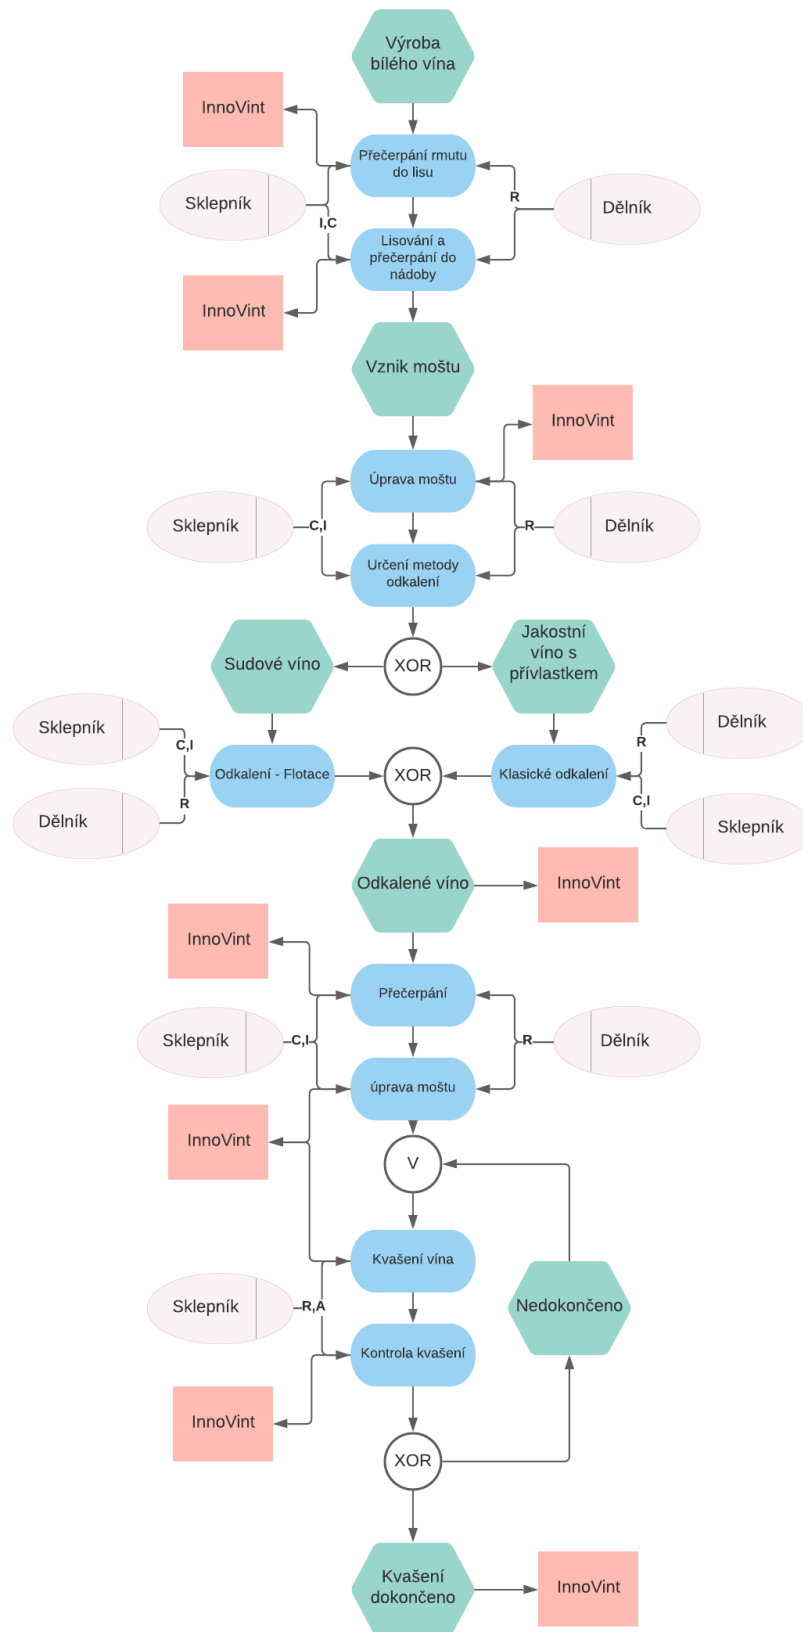 Výroba
bílého vína
InnoVint
Přečerpání rmutu
do lisu
Sklepník
I,C
R
Dělník
Lisování a
přečerpání do
nádoby
InnoVint
Vznik moštu
InnoVint
Úprava moštu
Sklepník
C,I
R
Dělník
Určení metody
odkalení
XOR
Sudové víno
Jakostní
víno s
přívlastkem
Sklepník
C,I
R
Dělník
Odkalení - Flotace
XOR
Klasické odkalení
R
C,I
Dělník
Sklepník
Odkalené víno
InnoVint
InnoVint
Přečerpání
Sklepník
C,I
R
Dělník
úprava moštu
InnoVint
V
Kvašení vína
Nedokončeno
Sklepník
R,A
Kontrola kvašení
InnoVint
XOR
Kvašení
dokončeno
InnoVint